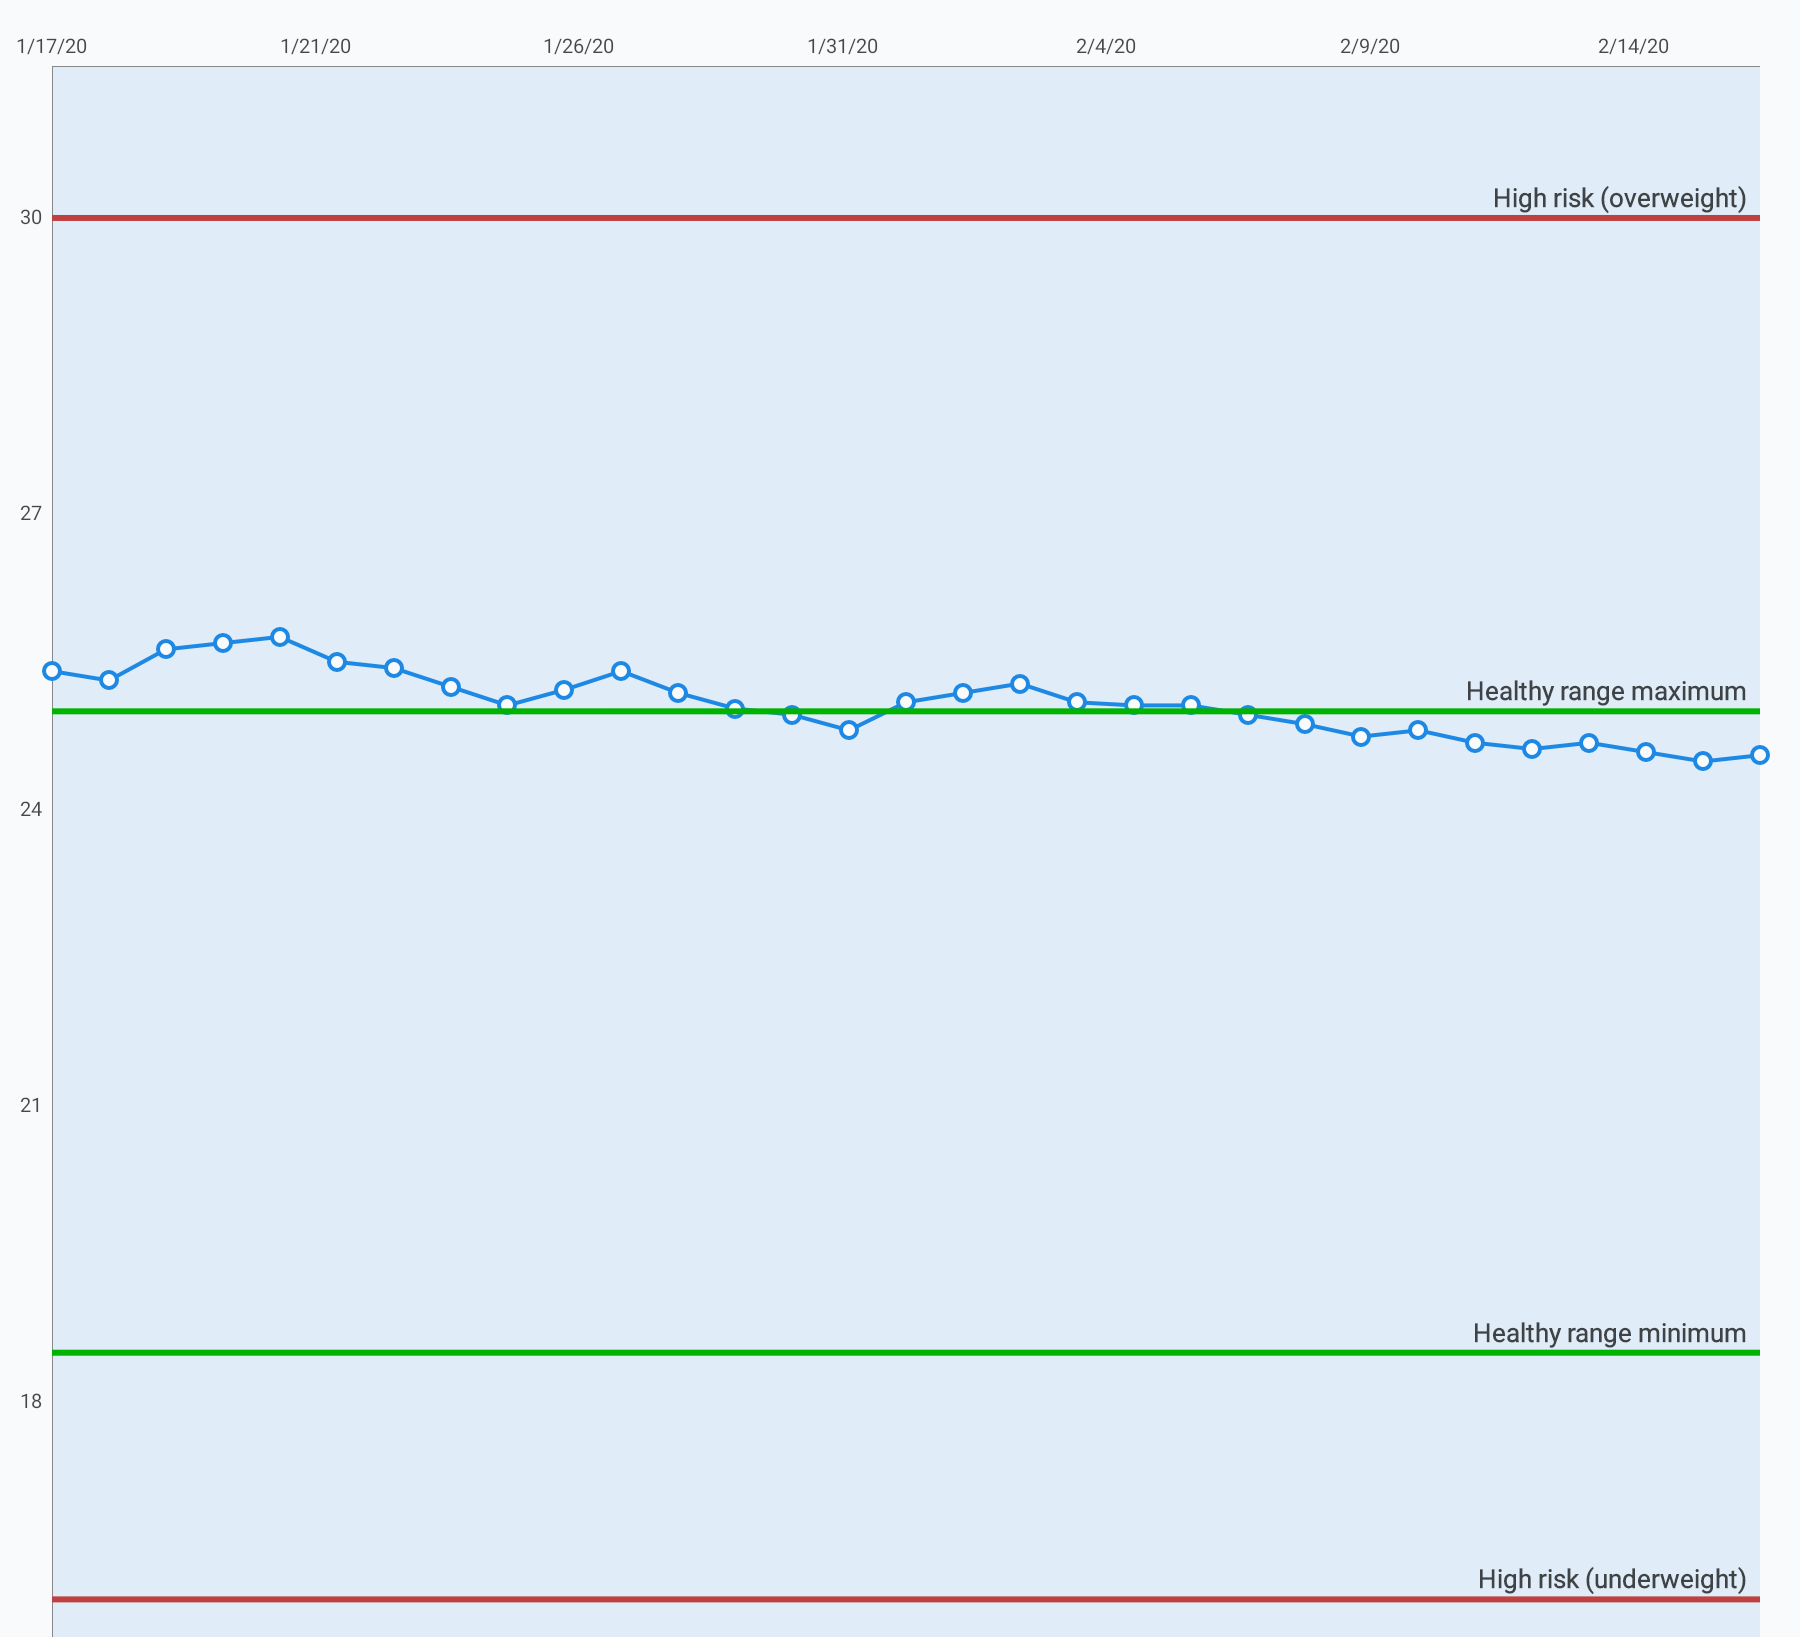 1/17/20 1/21/20 1/26/20 1/31/20 2/4/20 2/9/20 2/14/20
High risk (overweight)
30
27
Healthy range maximum
24
21
Healthy range minimum
18
High risk (underweight)